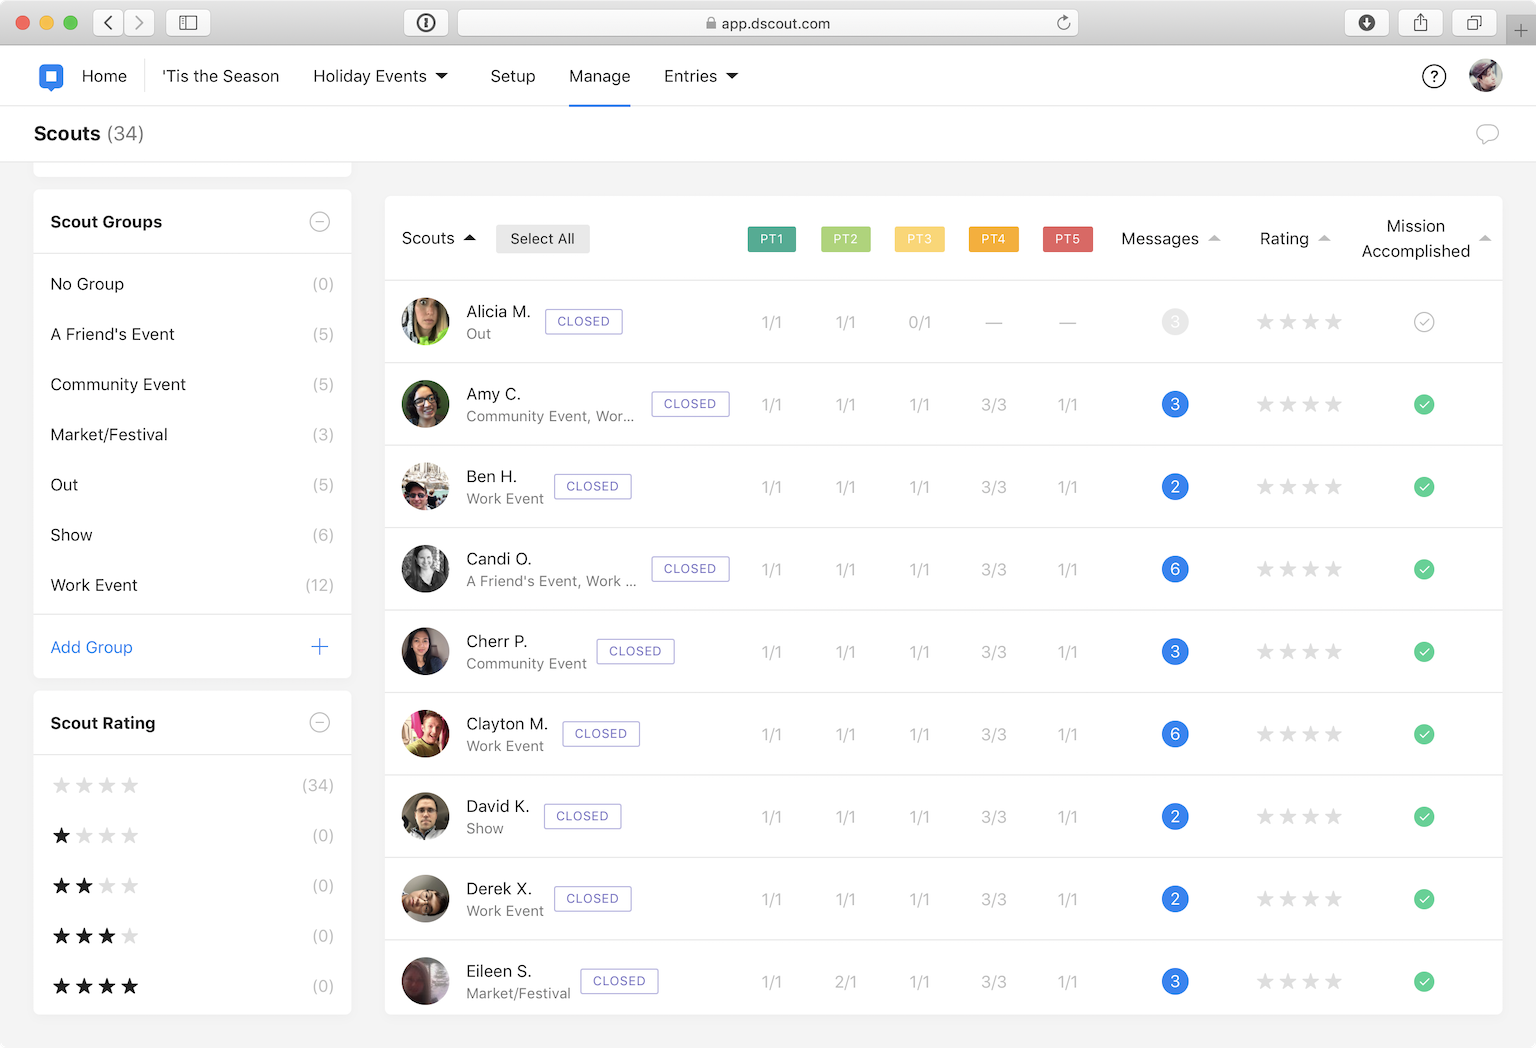 app.dscout.com
Home
'Tis the Season
Holiday Events
Setup
Manage
Entries
?
Scouts (34)
Scout Groups
No Group (0)
A Friend's Event (5)
Community Event (5)
Market/Festival (3)
Out (5)
Show (6)
Work Event (12)
Add Group
Scout Rating
(34)
(0)
(0)
(0)
(0)
Scouts Select All PT1 PT2 PT3 PT4 PT5 Messages Rating Mission
Accomplished
Alicia M.
Out
CLOSED 1/1 1/1 0/1 — — 3
Amy C.
Community Event, Wor...
CLOSED 1/1 1/1 1/1 3/3 1/1 3
Ben H.
Work Event
CLOSED 1/1 1/1 1/1 3/3 1/1 2
Candi O.
A Friend's Event, Work ...
CLOSED 1/1 1/1 1/1 3/3 1/1 6
Cherr P.
Community Event
CLOSED 1/1 1/1 1/1 3/3 1/1 3
Clayton M.
Work Event
CLOSED 1/1 1/1 1/1 3/3 1/1 6
David K.
Show
CLOSED 1/1 1/1 1/1 3/3 1/1 2
Derek X.
Work Event
CLOSED 1/1 1/1 1/1 3/3 1/1 2
Eileen S.
Market/Festival
CLOSED 1/1 2/1 1/1 3/3 1/1 3